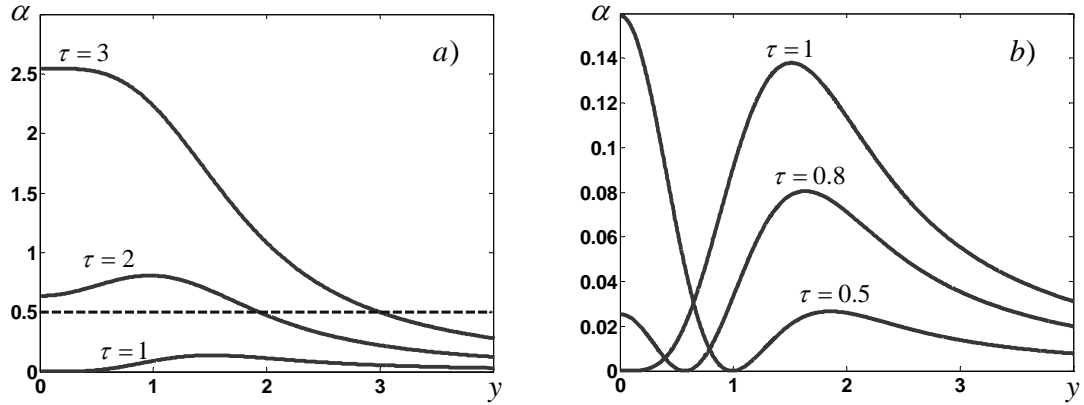 α
a)
τ = 3
2.5
2
1.5
1
τ = 2
0.5
τ = 1
0
0 1 2 3 y
α
b)
τ = 1
0.14
0.12
0.1
τ = 0.8
0.08
0.06
0.04
τ = 0.5
0.02
0
0 1 2 3 y